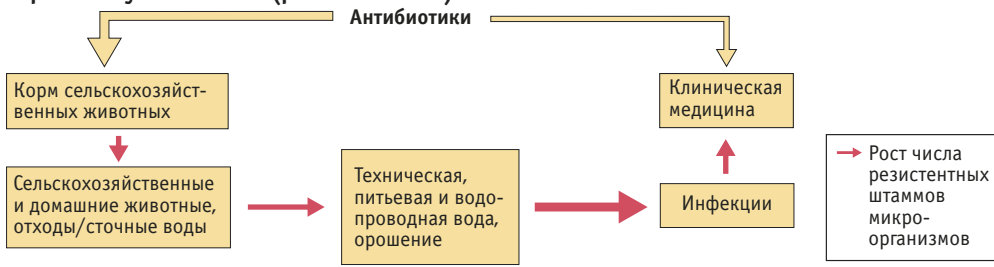 Антибиотики
Корм сельскохозяйст-
венных животных
Клиническая
медицина
Сельскохозяйственные
и домашние животные,
отходы/сточные воды
Техническая,
питьевая и водо-
проводная вода,
орошение
Инфекции
Рост числа
резистентных
штаммов
микро-
организмов